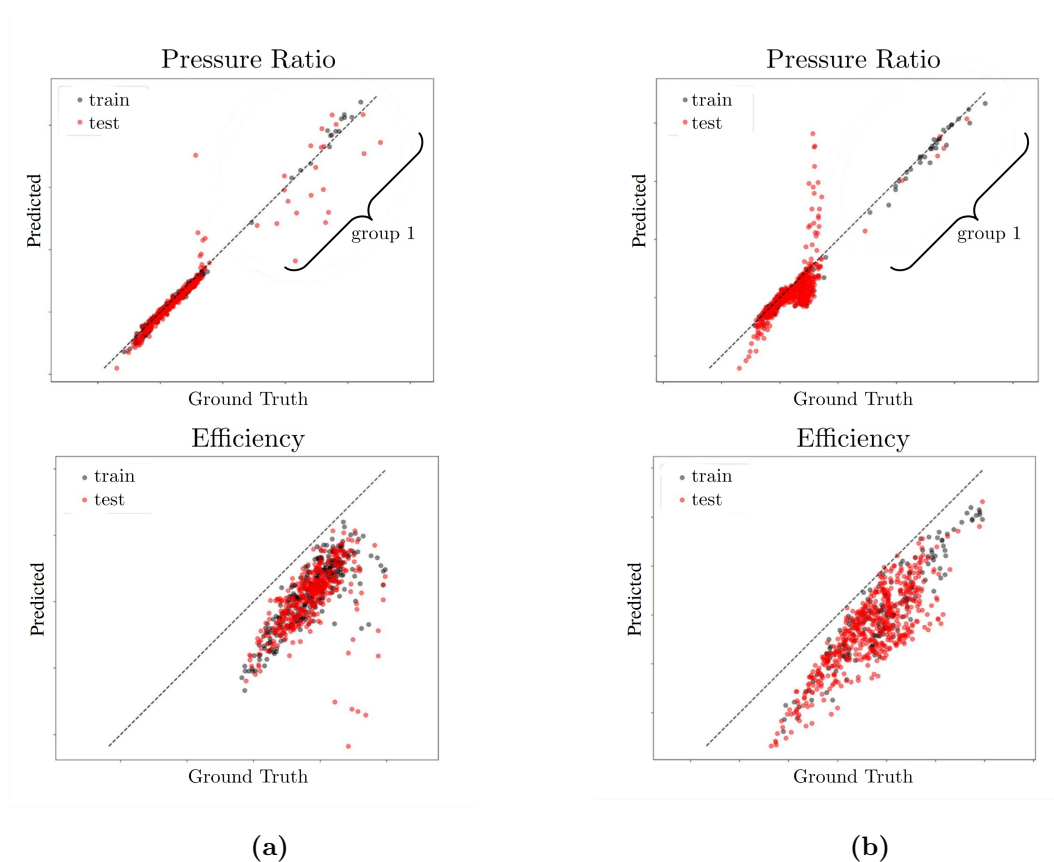 Pressure Ratio
train
test
Predicted
group 1
Ground Truth
Efficiency
train
test
Predicted
Ground Truth
(a)
Pressure Ratio
train
test
Predicted
group 1
Ground Truth
Efficiency
train
test
Predicted
Ground Truth
(b)